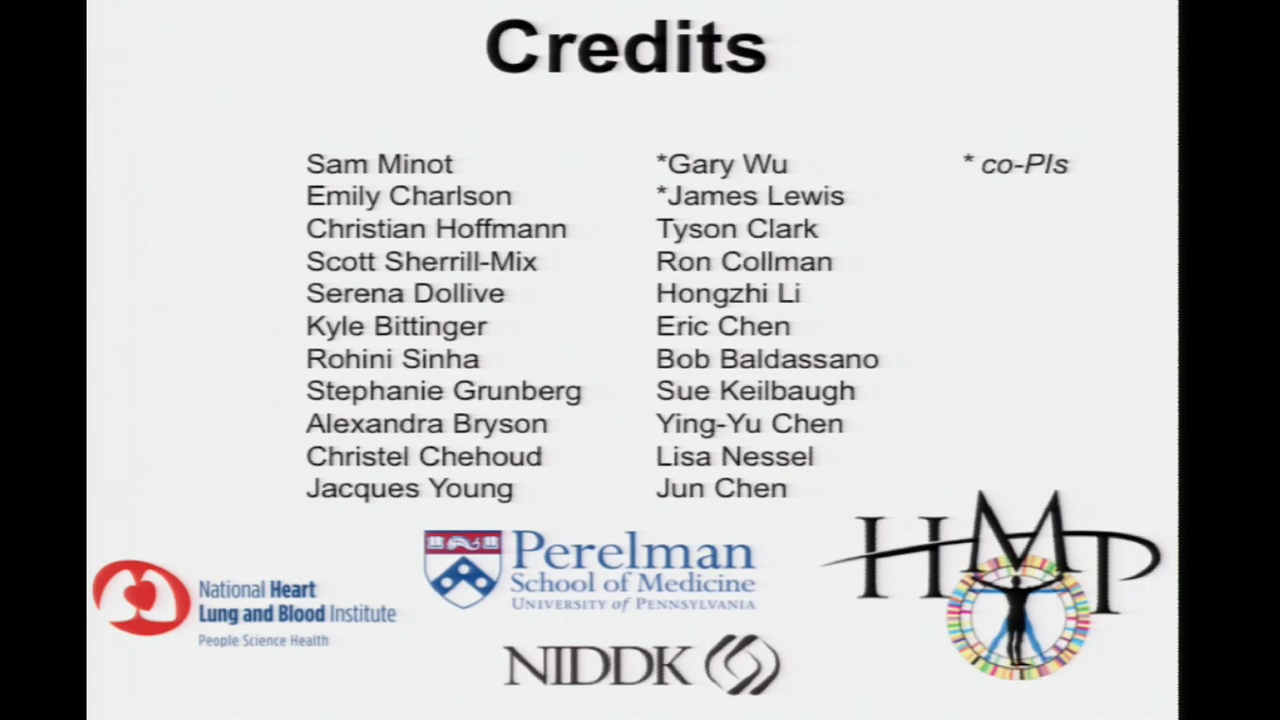 Credits
Sam Minot
Emily Charlson
Christian Hoffmann
Scott Sherrill-Mix
Serena Dollive
Kyle Bittinger
Rohini Sinha
Stephanie Grunberg
Alexandra Bryson
Christel Chehoud
Jacques Young
*Gary Wu
*James Lewis
Tyson Clark
Ron Collman
Hongzhi Li
Eric Chen
Bob Baldassano
Sue Keilbaugh
Ying-Yu Chen
Lisa Nessel
Jun Chen
* co-PIs
National Heart
Lung and Blood Institute
People Science Health
Perelman
School of Medicine
University of Pennsylvania
NIDDK
HMP